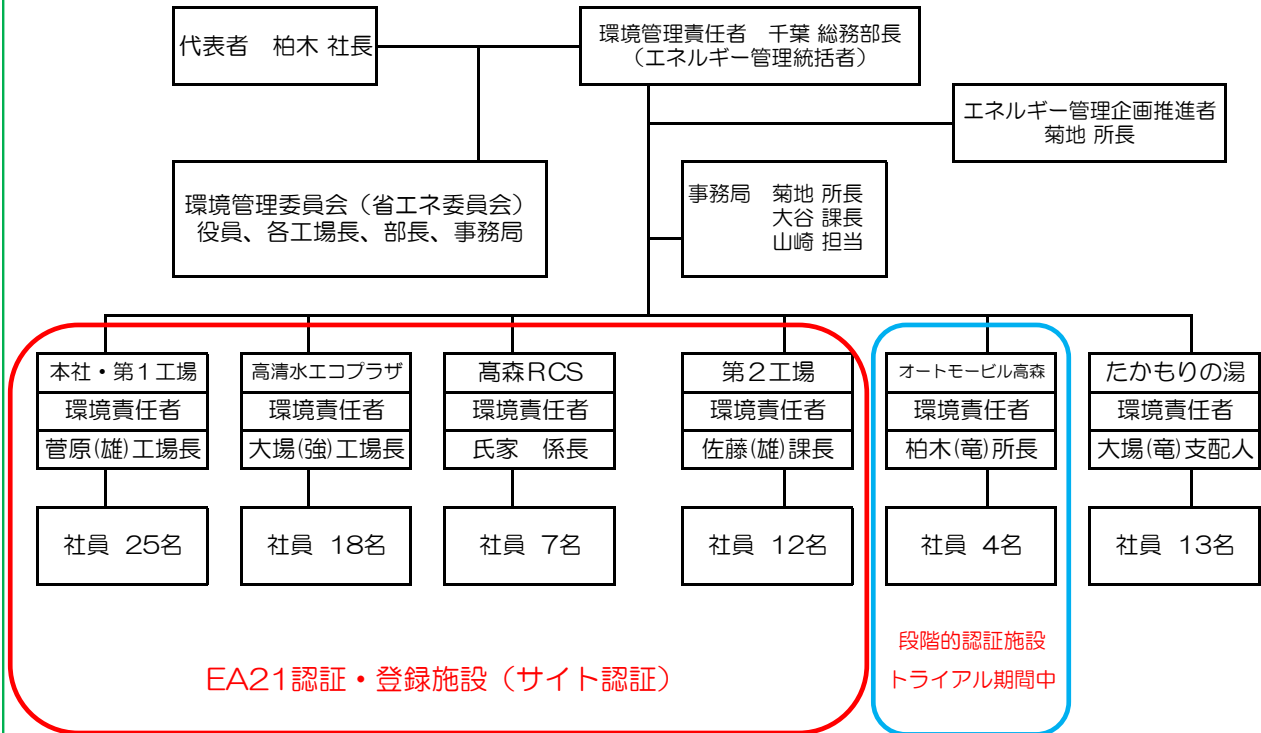 代表者　柏木 社長
環境管理責任者　千葉 総務部長
（エネルギー管理統括者）
エネルギー管理企画推進者
菊地 所長
環境管理委員会（省エネ委員会）
役員、各工場長、部長、事務局
事務局　菊地 所長
大谷 課長
山崎 担当
本社・第１工場
環境責任者
菅原(雄)工場長
社員 25名
高清水エコプラザ
環境責任者
大場(強)工場長
社員 18名
髙森RCS
環境責任者
氏家　係長
社員 7名
第２工場
環境責任者
佐藤(雄)課長
社員 12名
オートモービル高森
環境責任者
柏木(竜)所長
社員 4名
たかもりの湯
環境責任者
大場(竜)支配人
社員 13名
EA21認証・登録施設（サイト認証）
段階的認証施設
トライアル期間中